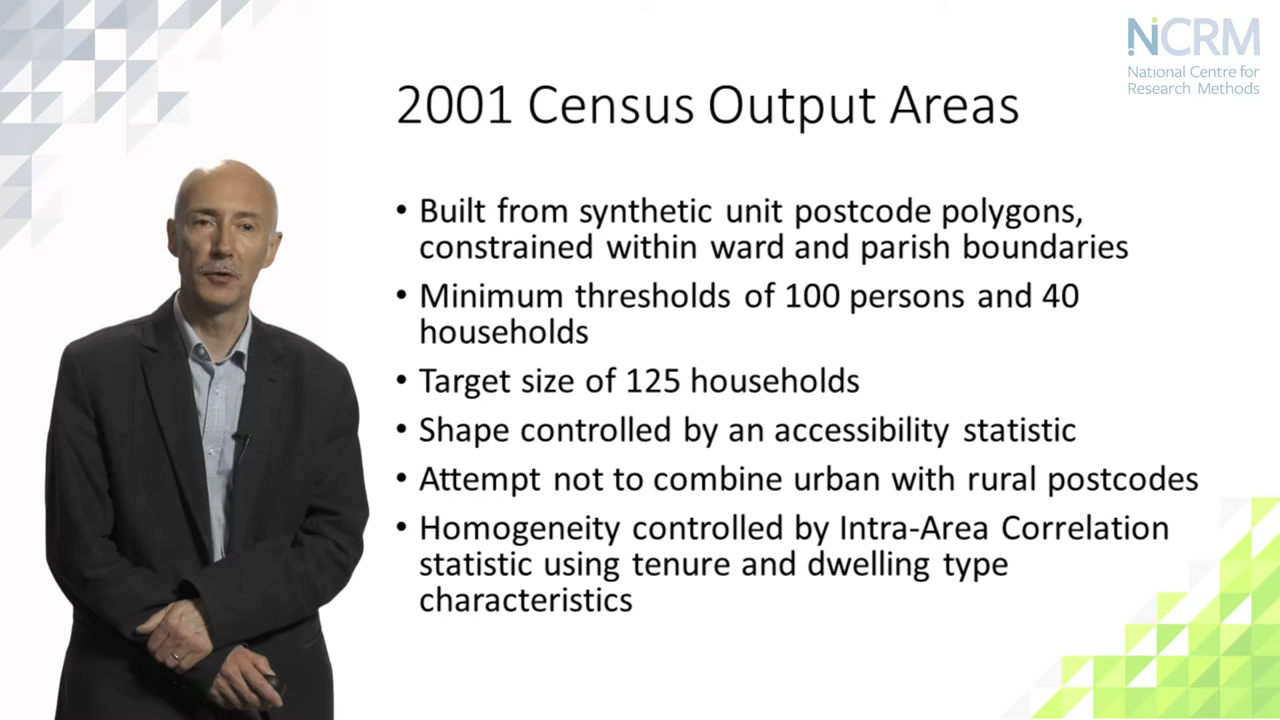 NCRM
National Centre for
Research Methods
2001 Census Output Areas
• Built from synthetic unit postcode polygons,
constrained within ward and parish boundaries
• Minimum thresholds of 100 persons and 40
households
• Target size of 125 households
• Shape controlled by an accessibility statistic
• Attempt not to combine urban with rural postcodes
• Homogeneity controlled by Intra-Area Correlation
statistic using tenure and dwelling type
characteristics